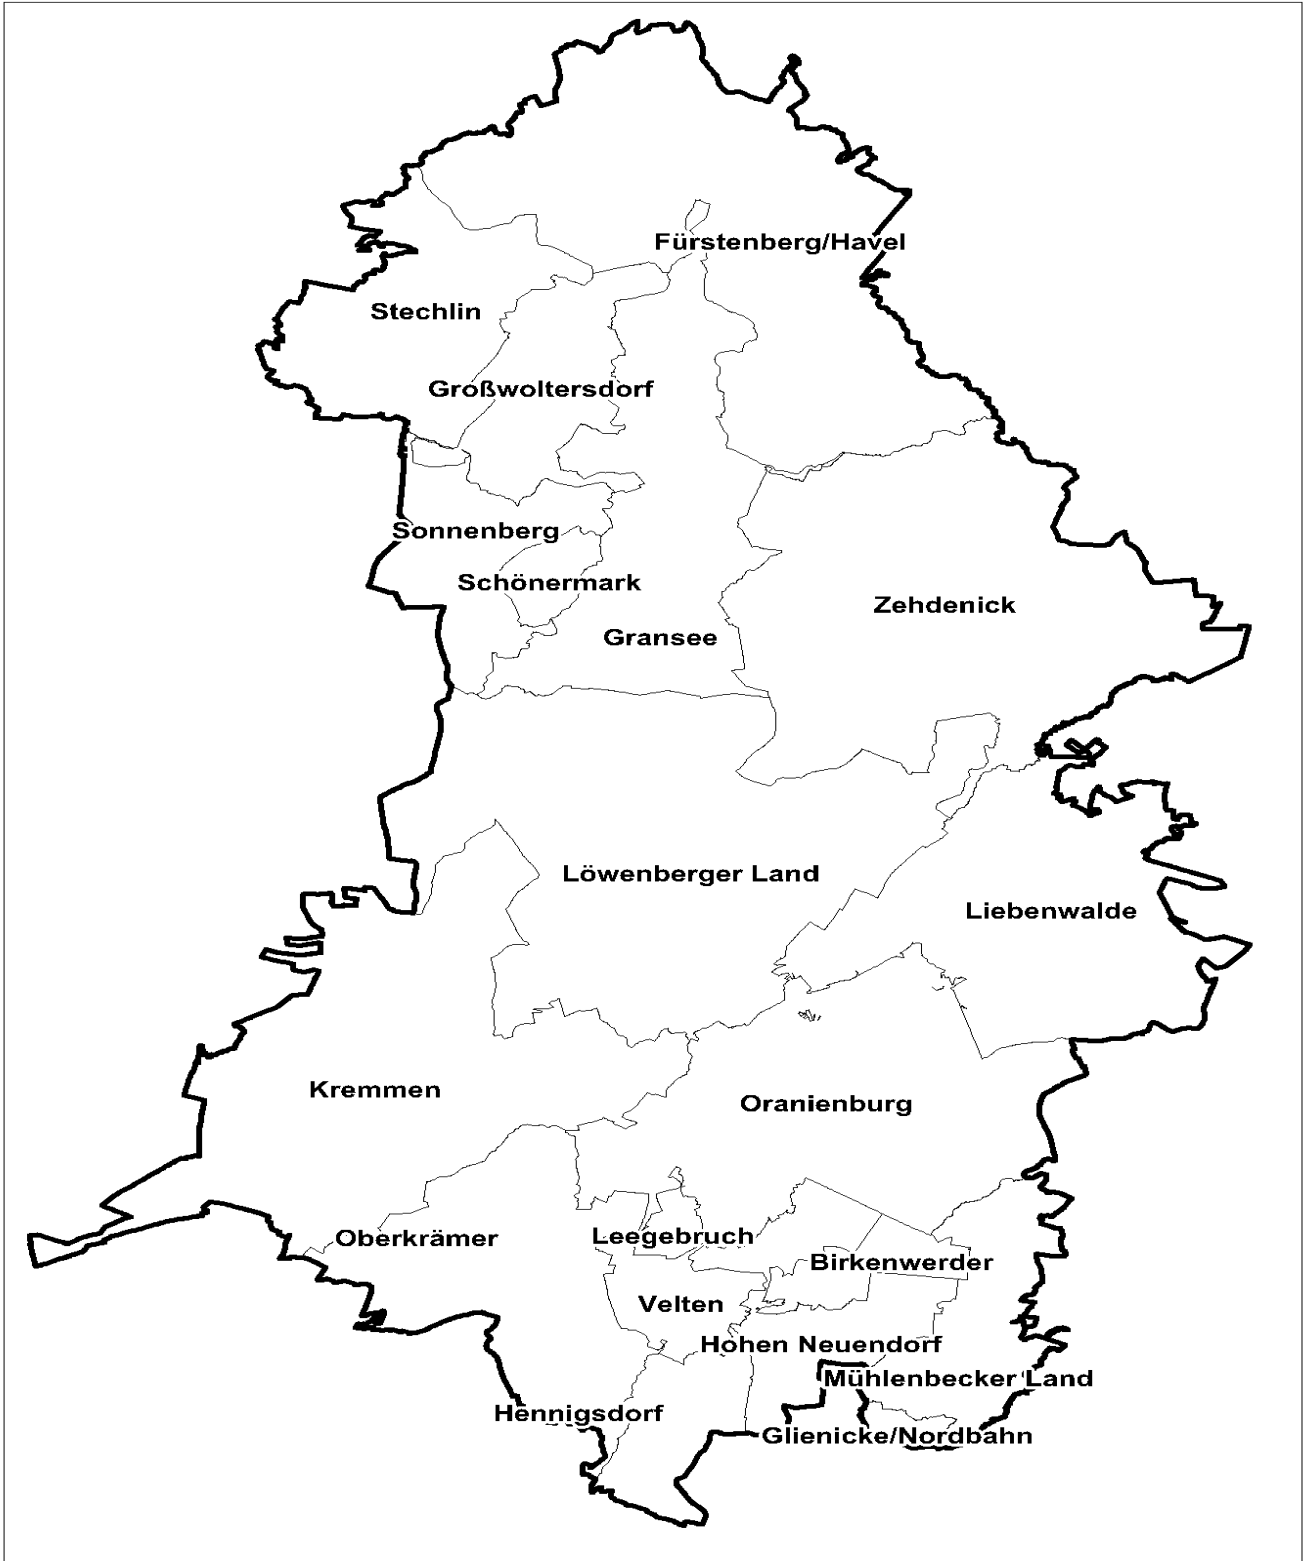 Fürstenberg/Havel
Stechlin
Großwoltersdorf
Sonnenberg
Schönermark
Zehdenick
Gransee
Löwenberger Land
Liebenwalde
Kremmen
Oranienburg
Oberkrämer
Leegebruch
Birkenwerder
Velten
Hohen Neuendorf
Mühlenbecker Land
Hennigsdorf
Glienicke/Nordbahn